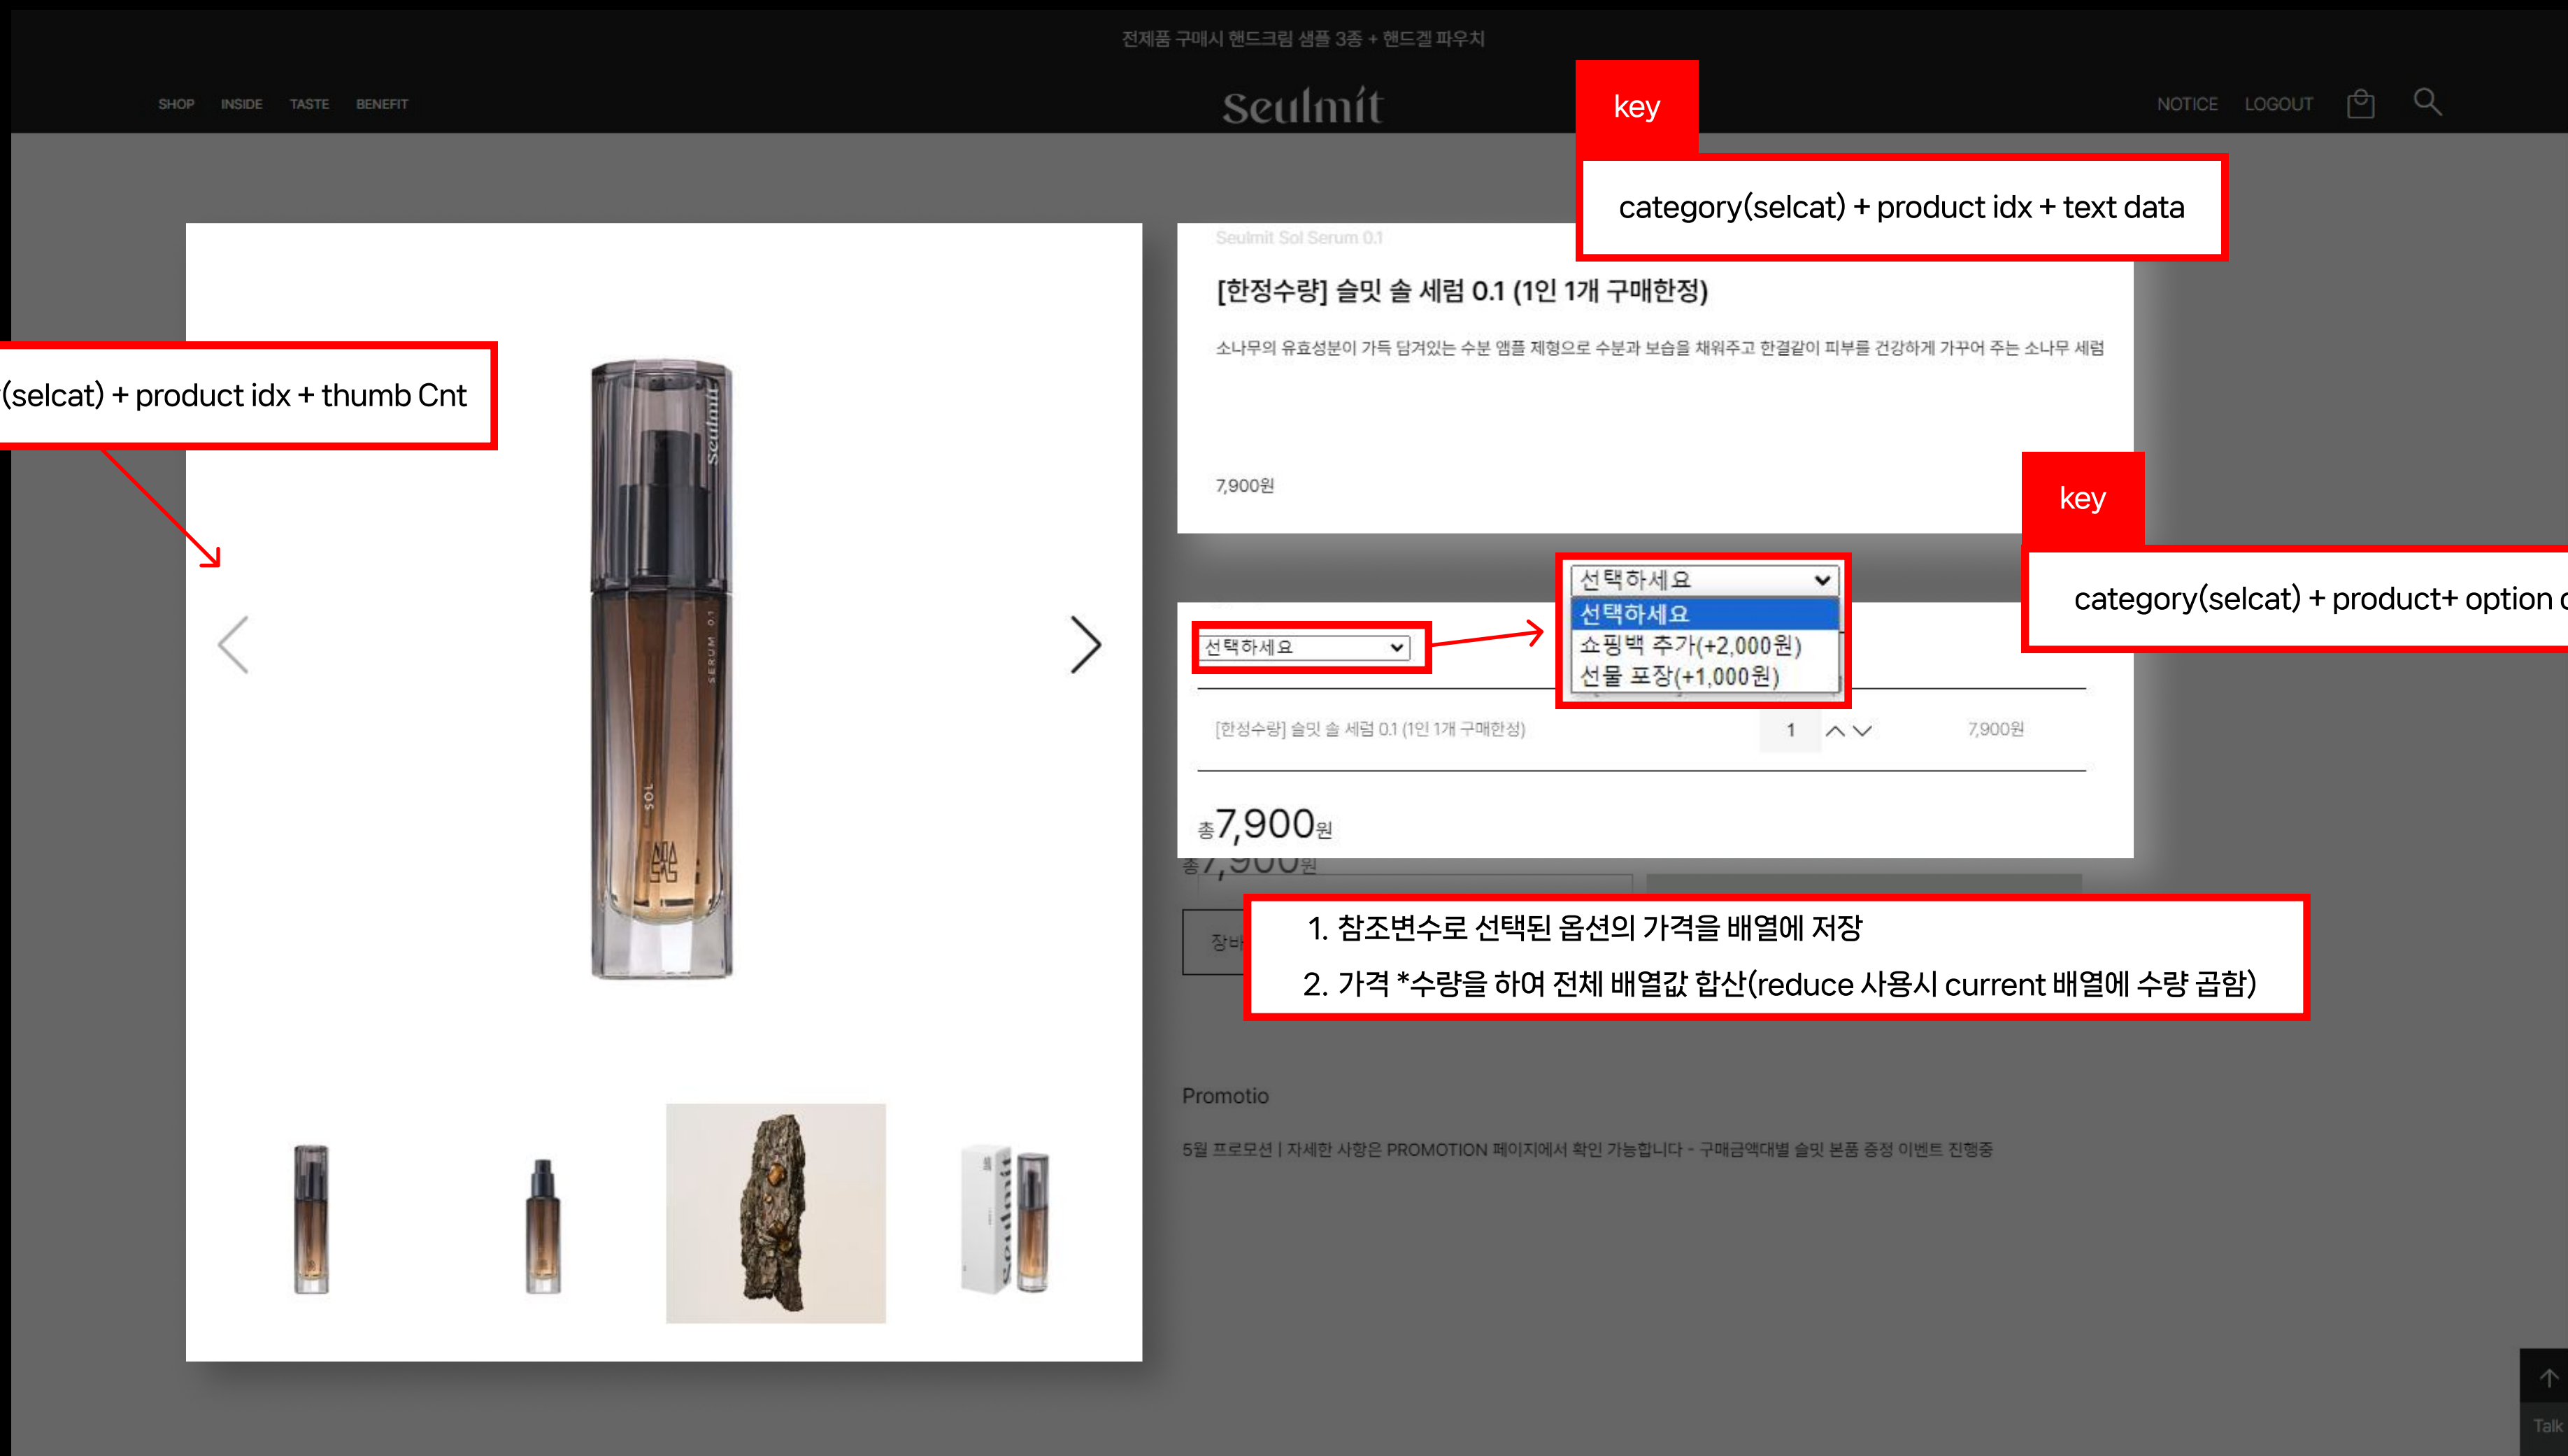 전제품 구매시 핸드크림 샘플 3종 + 핸드겔 파우치
SHOP INSIDE TASTE BENEFIT
Seulmít
NOTICE LOGOUT
key
category(selcat) + product idx + text data
Seulmit Sol Serum 0.1
[한정수량] 슬밋 솔 세럼 0.1 (1인 1개 구매한정)
소나무의 유효성분이 가득 담겨있는 수분 앰플 제형으로 수분과 보습을 채워주고 한결같이 피부를 건강하게 가꾸어 주는 소나무 세럼
7,900원
(selcat) + product idx + thumb Cnt
seulmit
SERUM 0.1
SOL
key
category(selcat) + product+ option
선택하세요
선택하세요
선택하세요
쇼핑백 추가(+2,000원)
선물 포장(+1,000원)
[한정수량] 슬밋 솔 세럼 0.1 (1인 1개 구매한정) 1 7,900원
총7,900원
총7,900원
장바
1. 참조변수로 선택된 옵션의 가격을 배열에 저장
2. 가격 *수량을 하여 전체 배열값 합산(reduce 사용시 current 배열에 수량 곱함)
Promotio
5월 프로모션 | 자세한 사항은 PROMOTION 페이지에서 확인 가능합니다 - 구매금액대별 슬밋 본품 증정 이벤트 진행중
seulmit
Talk